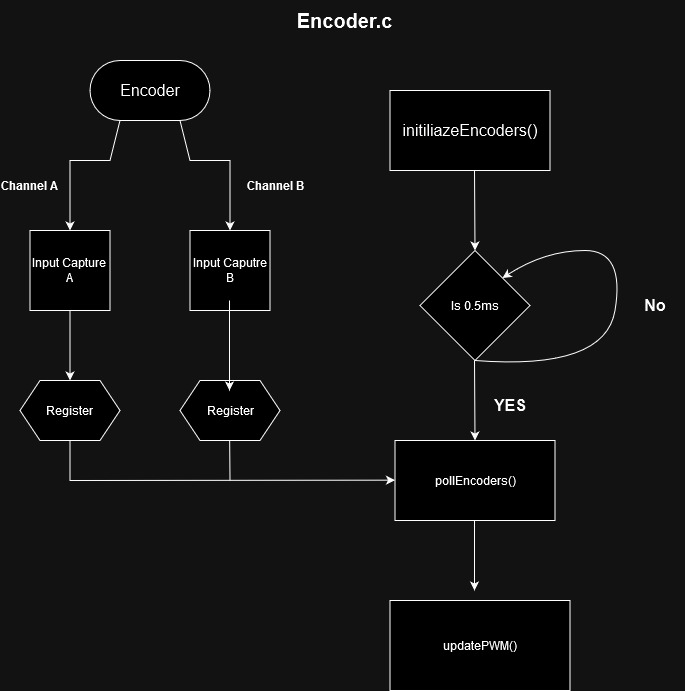 Encoder.c
Encoder
initiliazeEncoders()
Channel A
Channel B
Input Capture
A
Input Caputre
B
Is 0.5ms
No
Register
Register
YES
pollEncoders()
updatePWM()